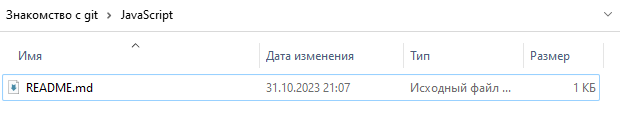 Знакомство с git > JavaScript
Имя Дата изменения Тип Размер
README.md 31.10.2023 21:07 Исходный файл ... 1 КБ